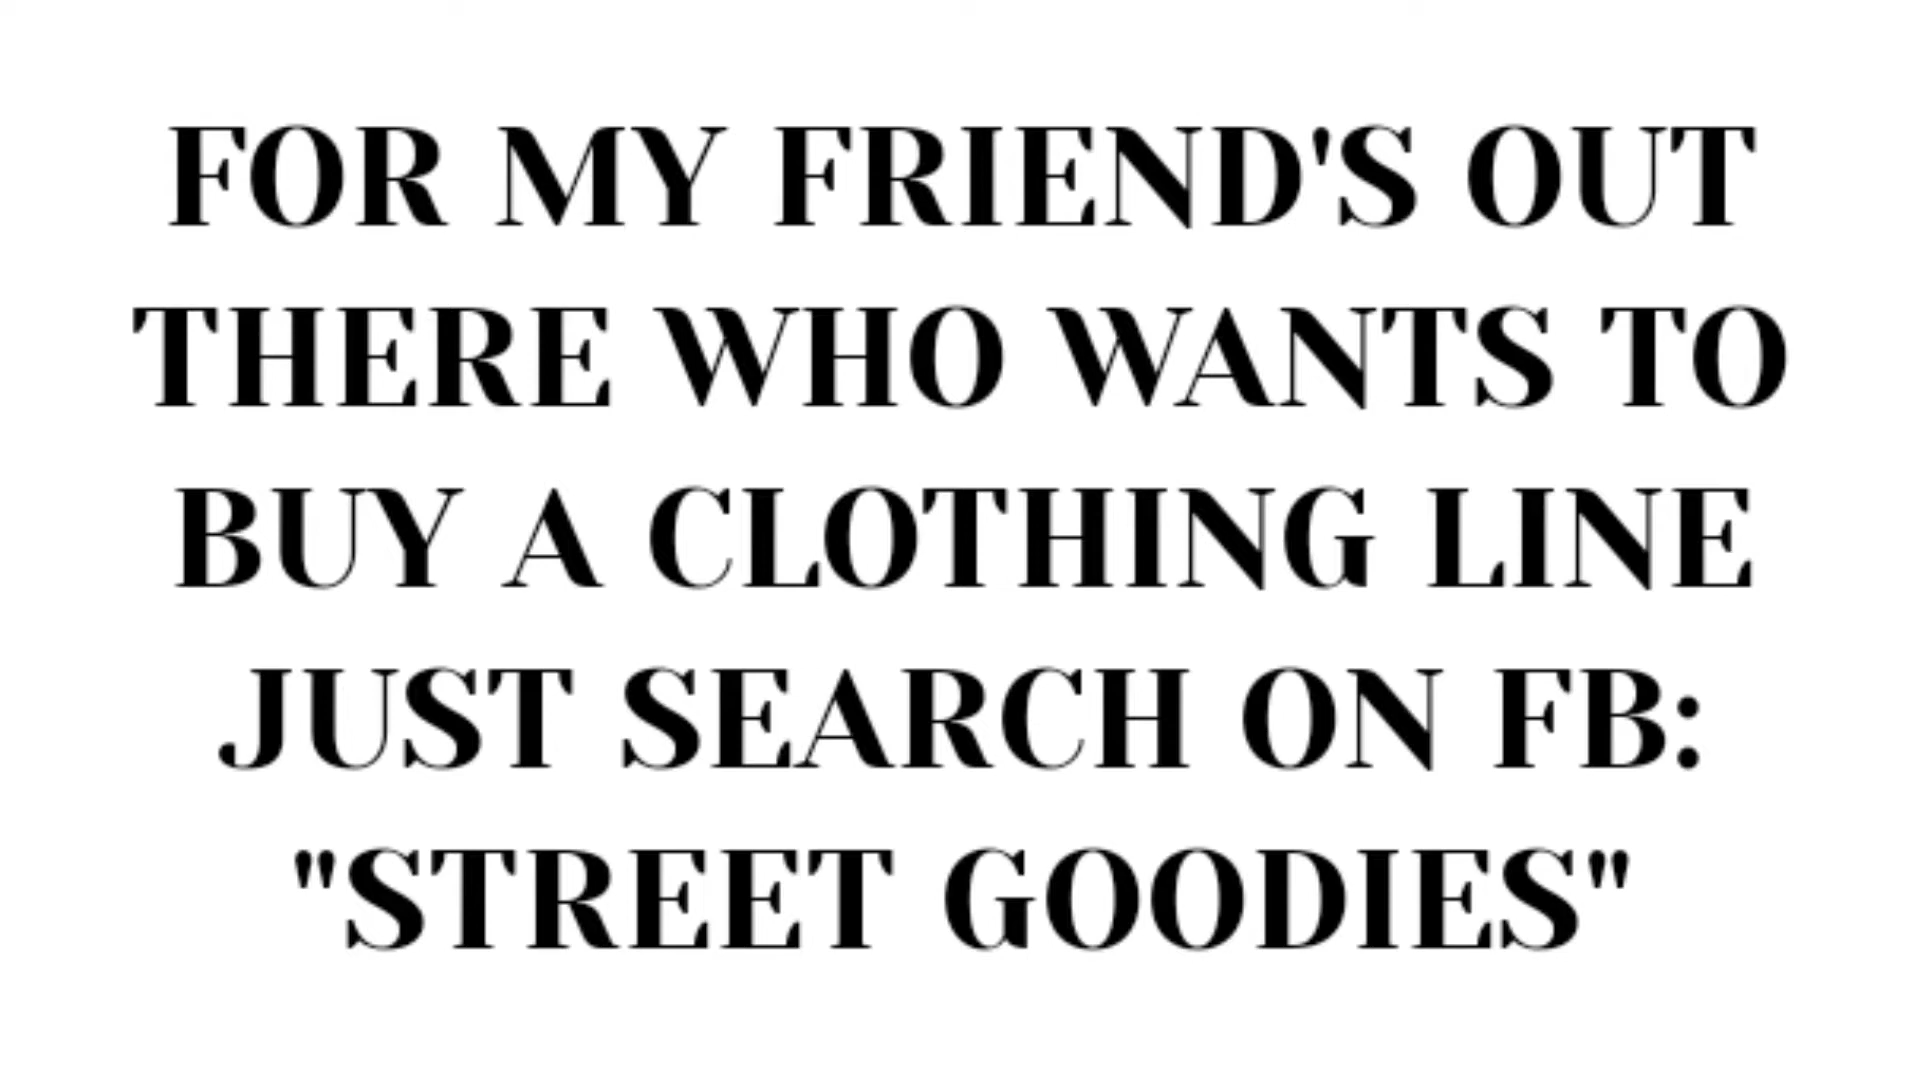 FOR MY FRIEND'S OUT
THERE WHO WANTS TO
BUY A CLOTHING LINE
JUST SEARCH ON FB:
"STREET GOODIES"